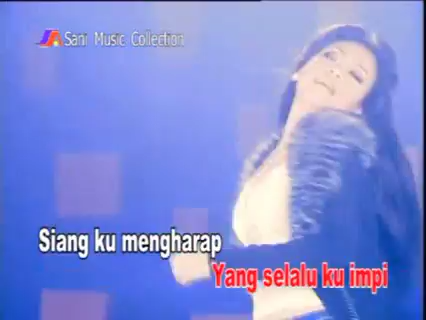 Sani Music Collection
Siang ku mengharap
Yang selalu ku impi